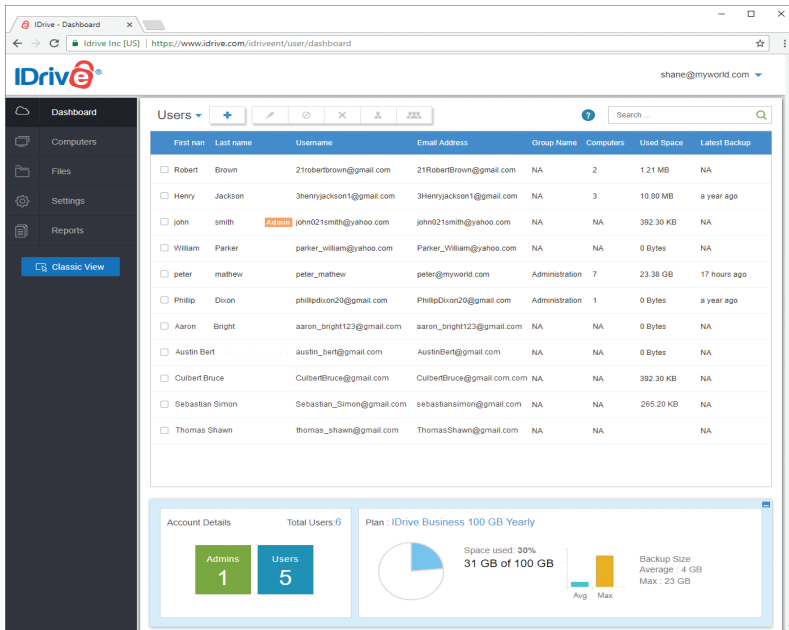 IDrive - Dashboard
Idrive Inc [US] https://www.idrive.com/idriveent/user/dashboard
IDrive®
shane@myworld.com
Dashboard
Computers
Files
Settings
Reports
Classic View
Users
? Search ...
First nan Last name Username Email Address Group Name Computers Used Space Latest Backup
Robert Brown 21robertbrown@gmail.com 21RobertBrown@gmail.com NA 2 1.21 MB NA
Henry Jackson 3henryjackson1@gmail.com 3Henryjackson1@gmail.com NA 3 10.80 MB a year ago
john smith Admin john021smith@yahoo.com john021smith@yahoo.com NA NA 392.30 KB NA
William Parker parker_william@yahoo.com Parker_William@yahoo.com NA NA 0 Bytes NA
peter mathew peter_mathew peter@myworld.com Administration 7 23.38 GB 17 hours ago
Phillip Dixon phillipdixon20@gmail.com PhillipDixon20@gmail.com Administration 1 0 Bytes a year ago
Aaron Bright aaron_bright123@gmail.com aaron_bright123@gmail.com NA NA 0 Bytes NA
Austin Bert austin_bert@gmail.com AustinBert@gmail.com NA NA 0 Bytes NA
Culbert Bruce CulbertBruce@gmail.com CulbertBruce@gmail.com.com NA NA 392.30 KB NA
Sebastian Simon Sebastian_Simon@gmail.com sebastiansimon@gmail.com NA NA 265.20 KB NA
Thomas Shawn thomas_shawn@gmail.com ThomasShawn@gmail.com NA NA NA
Account Details Total Users:6
Admins
1
Users
5
Plan : IDrive Business 100 GB Yearly
Space used: 30%
31 GB of 100 GB
Avg Max
Backup Size
Average : 4 GB
Max : 23 GB